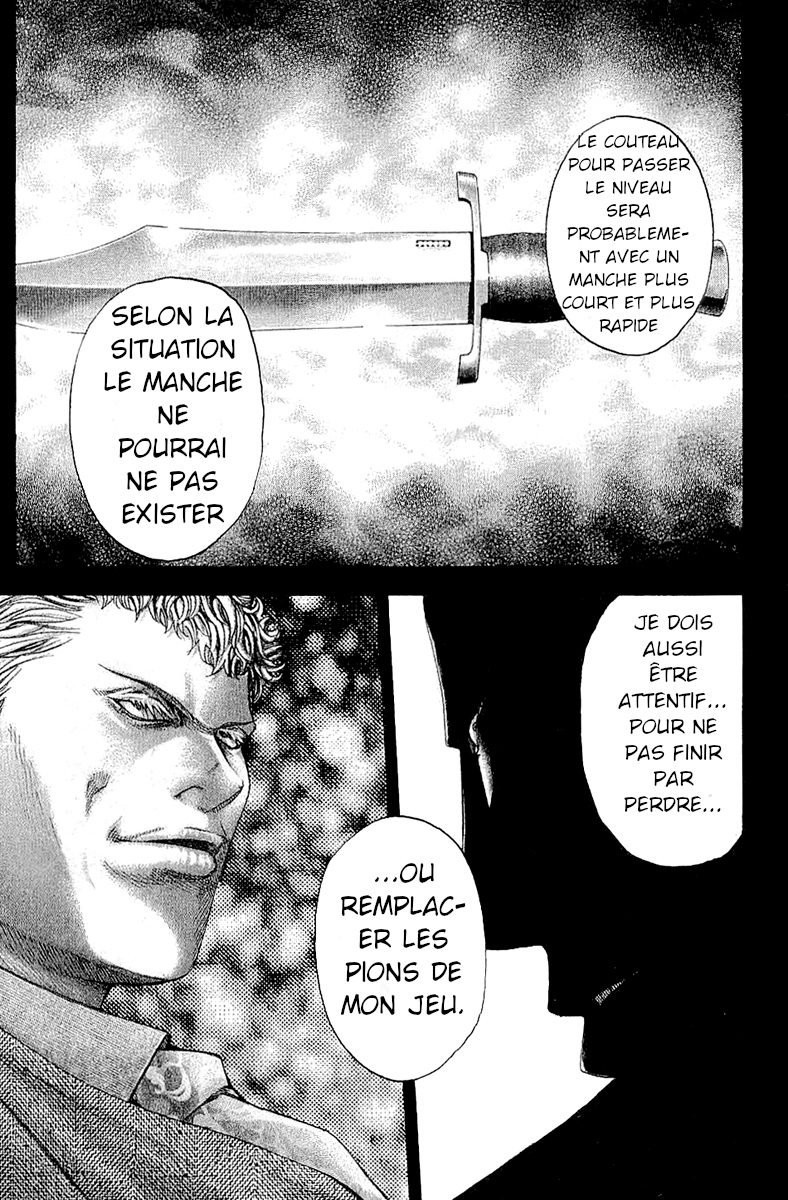 LE COUTEAU
POUR PASSER
LE NIVEAU
SERA
PROBABLEME-
NT AVEC UN
MANCHE PLUS
COURT ET PLUS
RAPIDE
SELON LA
SITUATION
LE MANCHE
NE
POURRAI
NE PAS
EXISTER
JE DOIS
AUSSI
ÊTRE
ATTENTIF...
POUR NE
PAS FINIR
PAR
PERDRE...
...OU
REMPLAC-
ER LES
PIONS DE
MON JEU.